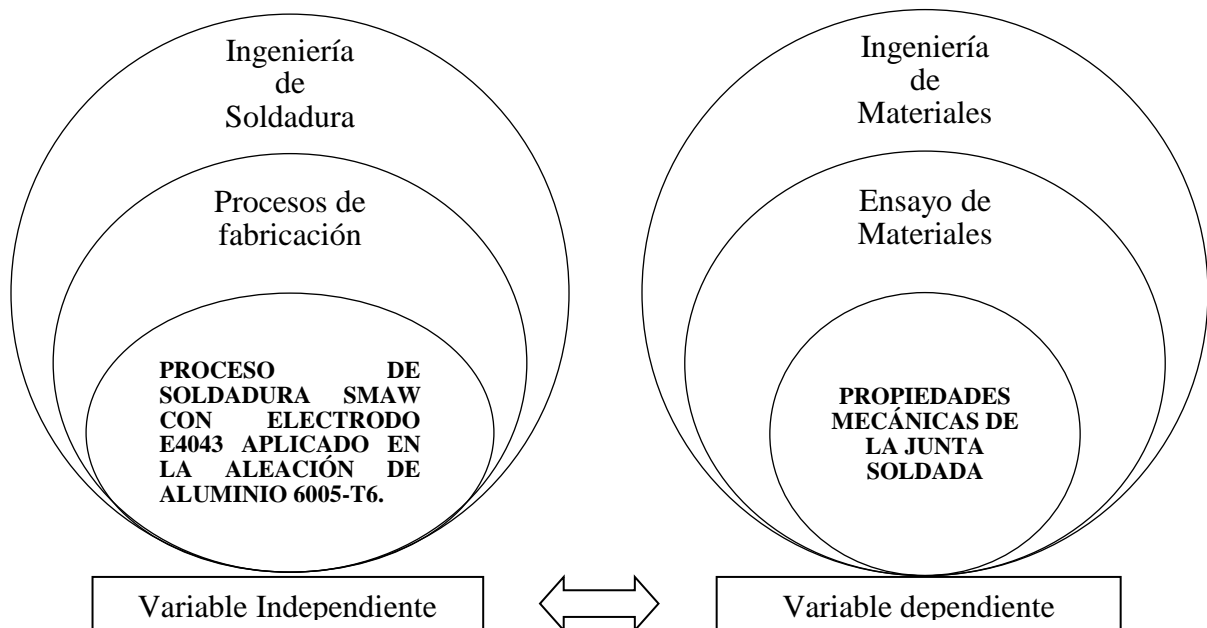 Ingeniería
de
Soldadura
Procesos de
fabricación
PROCESO DE
SOLDADURA SMAW
CON ELECTRODO
E4043 APLICADO EN
LA ALEACIÓN DE
ALUMINIO 6005-T6.
Variable Independiente
Ingeniería
de
Materiales
Ensayo de
Materiales
PROPIEDADES
MECÁNICAS DE
LA JUNTA
SOLDADA
Variable dependiente